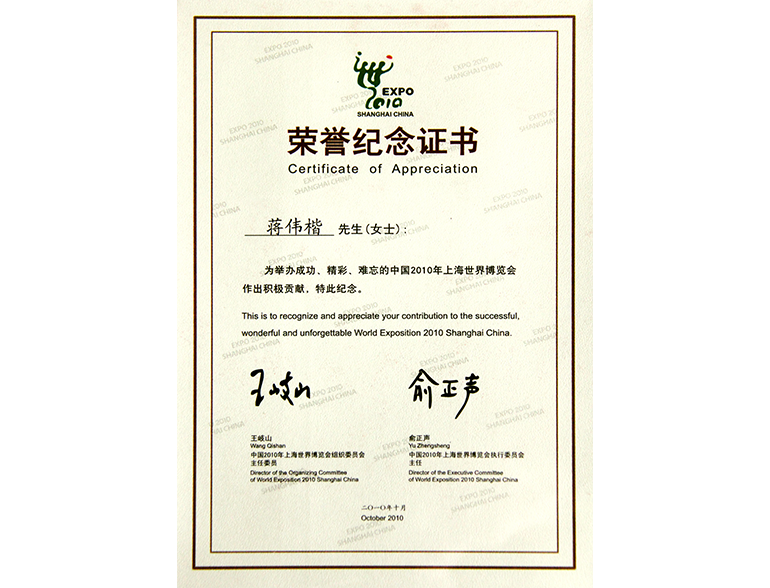 EXPO
2010
SHANGHAI CHINA
荣誉纪念证书
Certificate of Appreciation
蒋伟楷 先生(女士):
为举办成功、精彩、难忘的中国2010年上海世界博览会
作出积极贡献，特此纪念。
This is to recognize and appreciate your contribution to the successful,
wonderful and unforgettable World Exposition 2010 Shanghai China.
王岐山
俞正声
王岐山
Wang Qishan
中国2010年上海世界博览会组织委员会
主任委员
Director of the Organizing Committee
of World Exposition 2010 Shanghai China
俞正声
Yu Zhengsheng
中国2010年上海世界博览会执行委员会
主任
Director of the Executive Committee
of World Exposition 2010 Shanghai China
二〇一〇年十月
October 2010